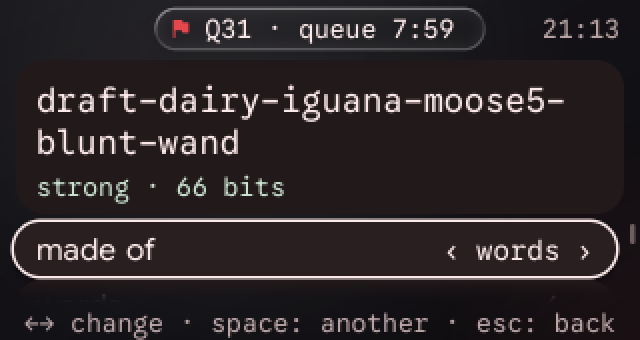 Q31 · queue 7:59
21:13
draft-dairy-iguana-moose5-
blunt-wand
strong · 66 bits
made of ‹ words ›
↔ change · space: another · esc: back